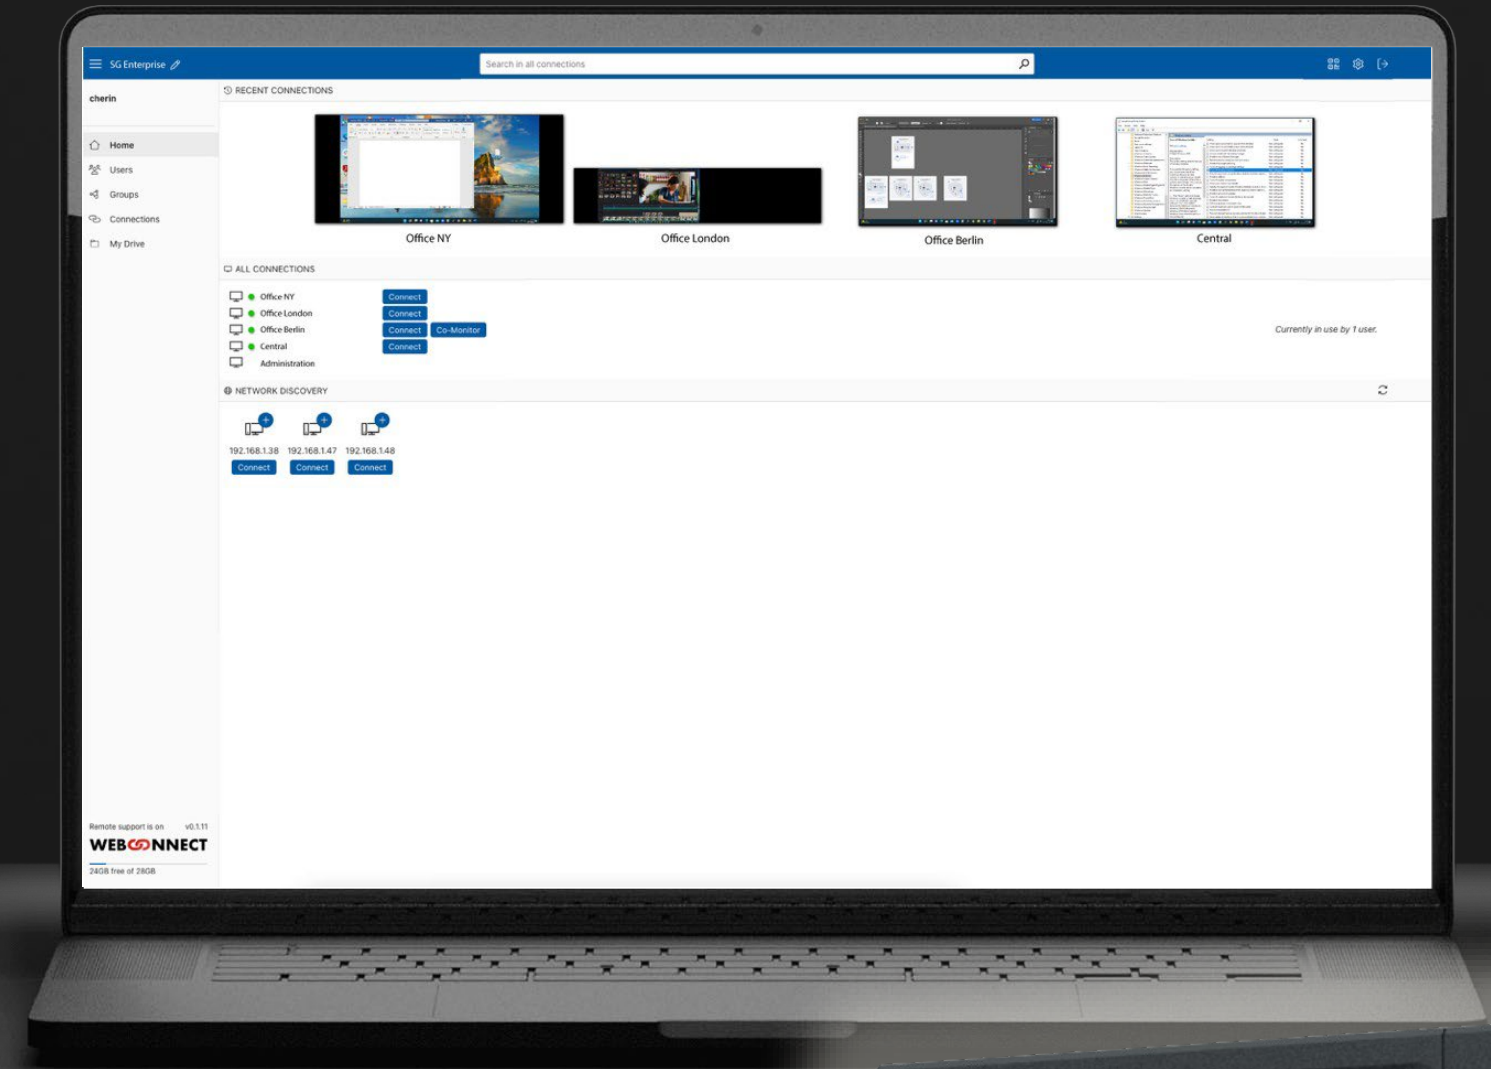 SG Enterprise
Search in all connections
cherin
Home
Users
Groups
Connections
My Drive
RECENT CONNECTIONS
Office NY
Office London
Office Berlin
Central
ALL CONNECTIONS
Office NY Connect
Office London Connect
Office Berlin Connect Co-Monitor Currently in use by 1 user.
Central Connect
Administration
NETWORK DISCOVERY
192.168.1.38 192.168.1.47 192.168.1.48
Connect Connect Connect
Remote support is on v0.1.11
WEBCONNECT
24GB free of 28GB